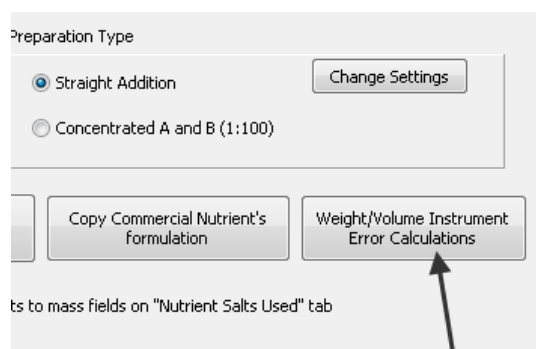 Preparation Type
Straight Addition
Change Settings
Concentrated A and B (1:100)
Copy Commercial Nutrient's
formulation
Weight/Volume Instrument
Error Calculations
ts to mass fields on "Nutrient Salts Used" tab